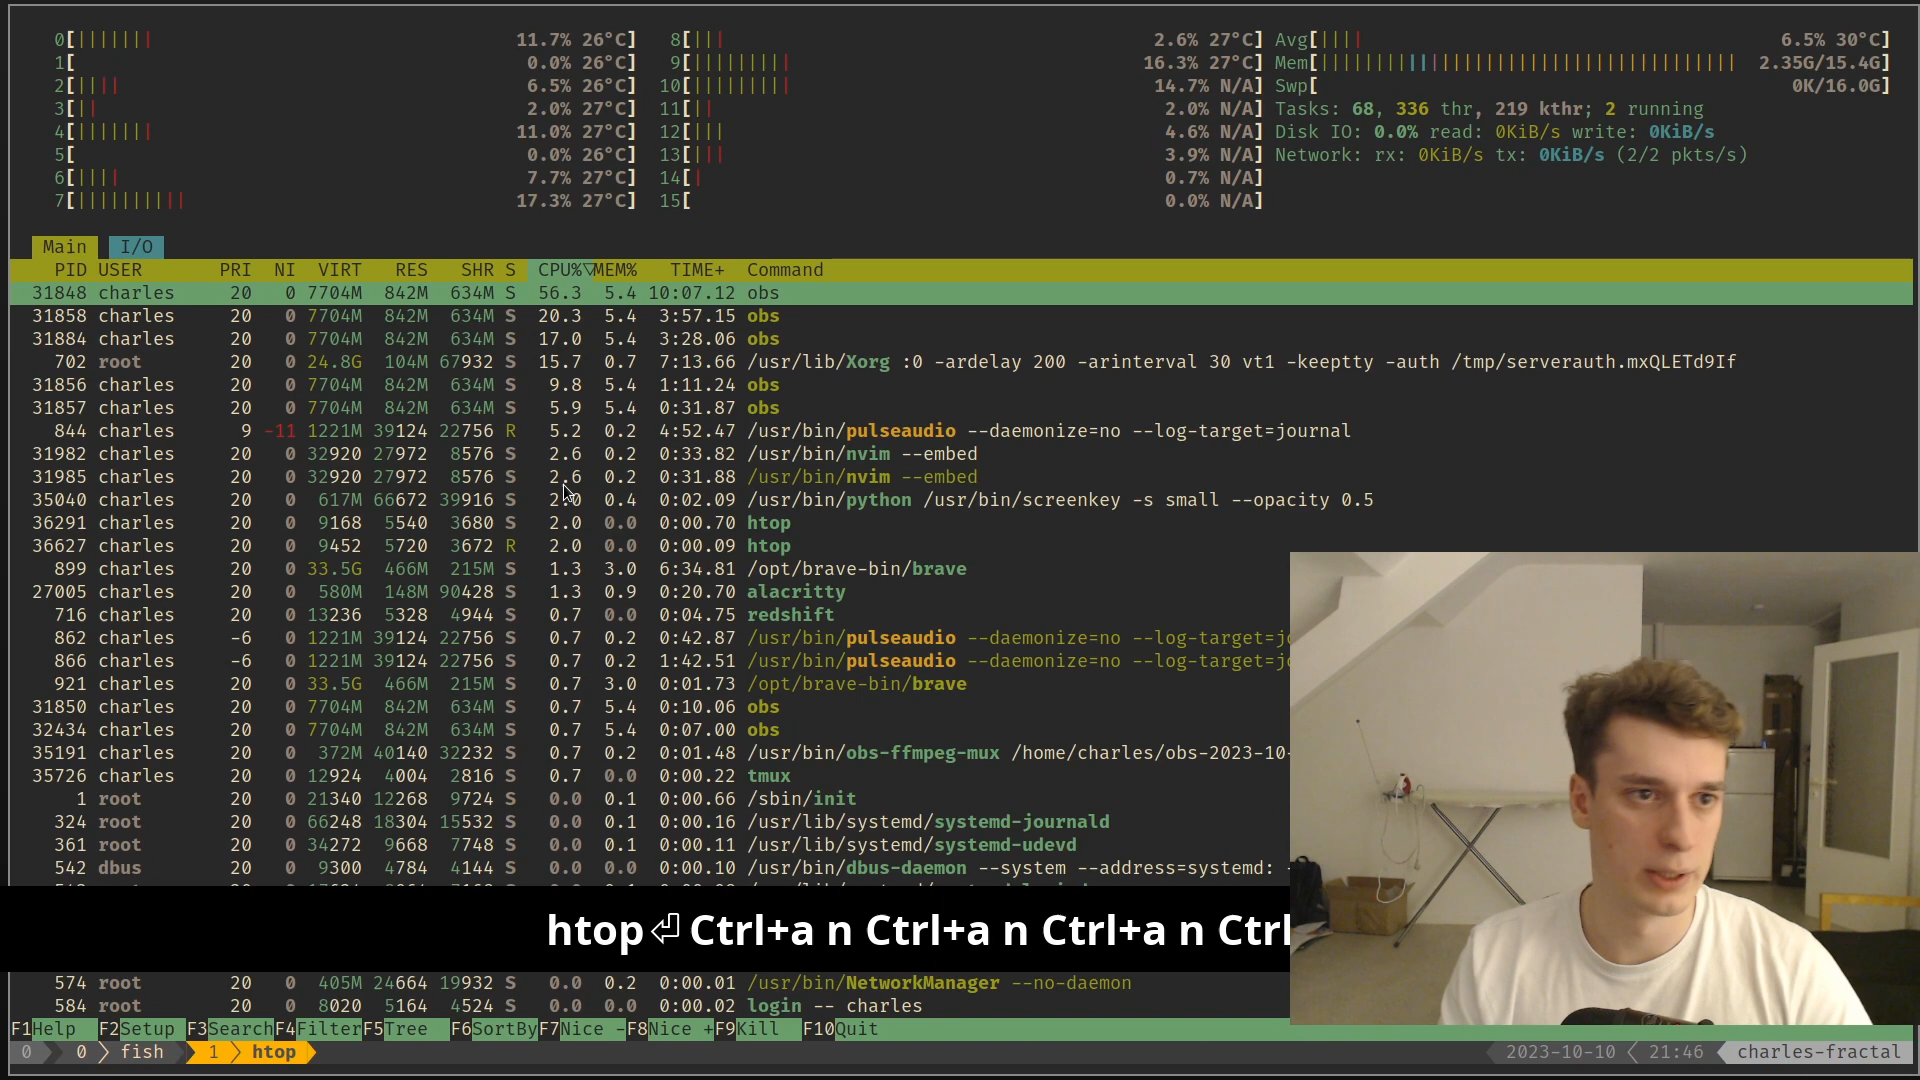 0[||||||| 11.7% 26°C] 8[||| 2.6% 27°C] Avg[|||| 6.5% 30°C]
1[ 0.0% 26°C] 9[||||||||| 16.3% 27°C] Mem[|||||||||||||||||||||||||||||||||||||| 2.35G/15.4G]
2[|||| 6.5% 27°C] 10[||||||||| 14.7% N/A] Swp[ 0K/16.0G]
3[|| 2.0% 27°C] 11[|| 2.0% N/A] Tasks: 68, 336 thr, 219 kthr; 2 running
4[||||||| 11.0% 27°C] 12[||| 4.6% N/A] Disk IO: 0.0% read: 0KiB/s write: 0KiB/s
5[ 0.0% 26°C] 13[||| 3.9% N/A] Network: rx: 0KiB/s tx: 0KiB/s (2/2 pkts/s)
6[|||| 7.7% 27°C] 14[| 0.7% N/A]
7[|||||||||| 17.3% 27°C] 15[ 0.0% N/A]
Main I/O
PID USER PRI NI VIRT RES SHR S CPU%▽MEM% TIME+ Command
31848 charles 20 0 7704M 842M 634M S 56.3 5.4 10:07.12 obs
31858 charles 20 0 7704M 842M 634M S 20.3 5.4 3:57.15 obs
31884 charles 20 0 7704M 842M 634M S 17.0 5.4 3:28.06 obs
702 root 20 0 24.8G 104M 67932 S 15.7 0.7 7:13.66 /usr/lib/Xorg :0 -ardelay 200 -arinterval 30 vt1 -keeptty -auth /tmp/serverauth.mxQLETd9If
31856 charles 20 0 7704M 842M 634M S 9.8 5.4 1:11.24 obs
31857 charles 20 0 7704M 842M 634M S 5.9 5.4 0:31.87 obs
844 charles 9 -11 1221M 39124 22756 R 5.2 0.2 4:52.47 /usr/bin/pulseaudio --daemonize=no --log-target=journal
31982 charles 20 0 32920 27972 8576 S 2.6 0.2 0:33.82 /usr/bin/nvim --embed
31985 charles 20 0 32920 27972 8576 S 2.6 0.2 0:31.88 /usr/bin/nvim --embed
35040 charles 20 0 617M 66672 39916 S 2.0 0.4 0:02.09 /usr/bin/python /usr/bin/screenkey -s small --opacity 0.5
36291 charles 20 0 9168 5540 3680 S 2.0 0.0 0:00.70 htop
36627 charles 20 0 9452 5720 3672 R 2.0 0.0 0:00.09 htop
899 charles 20 0 33.5G 466M 215M S 1.3 3.0 6:34.81 /opt/brave-bin/brave
27005 charles 20 0 580M 148M 90428 S 1.3 0.9 0:20.70 alacritty
716 charles 20 0 13236 5328 4944 S 0.7 0.0 0:04.75 redshift
862 charles -6 0 1221M 39124 22756 S 0.7 0.2 0:42.87 /usr/bin/pulseaudio --daemonize=no --log-target=jo
866 charles -6 0 1221M 39124 22756 S 0.7 0.2 1:42.51 /usr/bin/pulseaudio --daemonize=no --log-target=jo
921 charles 20 0 33.5G 466M 215M S 0.7 3.0 0:01.73 /opt/brave-bin/brave
31850 charles 20 0 7704M 842M 634M S 0.7 5.4 0:10.06 obs
32434 charles 20 0 7704M 842M 634M S 0.7 5.4 0:07.00 obs
35191 charles 20 0 372M 40140 32232 S 0.7 0.2 0:01.48 /usr/bin/obs-ffmpeg-mux /home/charles/obs-2023-10-
35726 charles 20 0 12924 4004 2816 S 0.7 0.0 0:00.22 tmux
1 root 20 0 21340 12268 9724 S 0.0 0.1 0:00.66 /sbin/init
324 root 20 0 66248 18304 15532 S 0.0 0.1 0:00.16 /usr/lib/systemd/systemd-journald
361 root 20 0 34272 9668 7748 S 0.0 0.1 0:00.11 /usr/lib/systemd/systemd-udevd
542 dbus 20 0 9300 4784 4144 S 0.0 0.0 0:00.10 /usr/bin/dbus-daemon --system --address=systemd: -
htop⏎ Ctrl+a n Ctrl+a n Ctrl+a n Ctrl
574 root 20 0 405M 24664 19932 S 0.0 0.2 0:00.01 /usr/bin/NetworkManager --no-daemon
584 root 20 0 8020 5164 4524 S 0.0 0.0 0:00.02 login -- charles
F1Help F2Setup F3SearchF4FilterF5Tree F6SortByF7Nice -F8Nice +F9Kill F10Quit
0 0 fish 1 htop 2023-10-10 21:46 charles-fractal